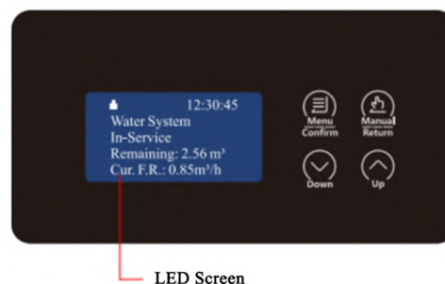 12:30:45
Water System
In-Service
Remaining: 2.56 m³
Cur. F.R.: 0.85m³/h
Menu
Confirm
Manual
Return
Down
Up
LED Screen